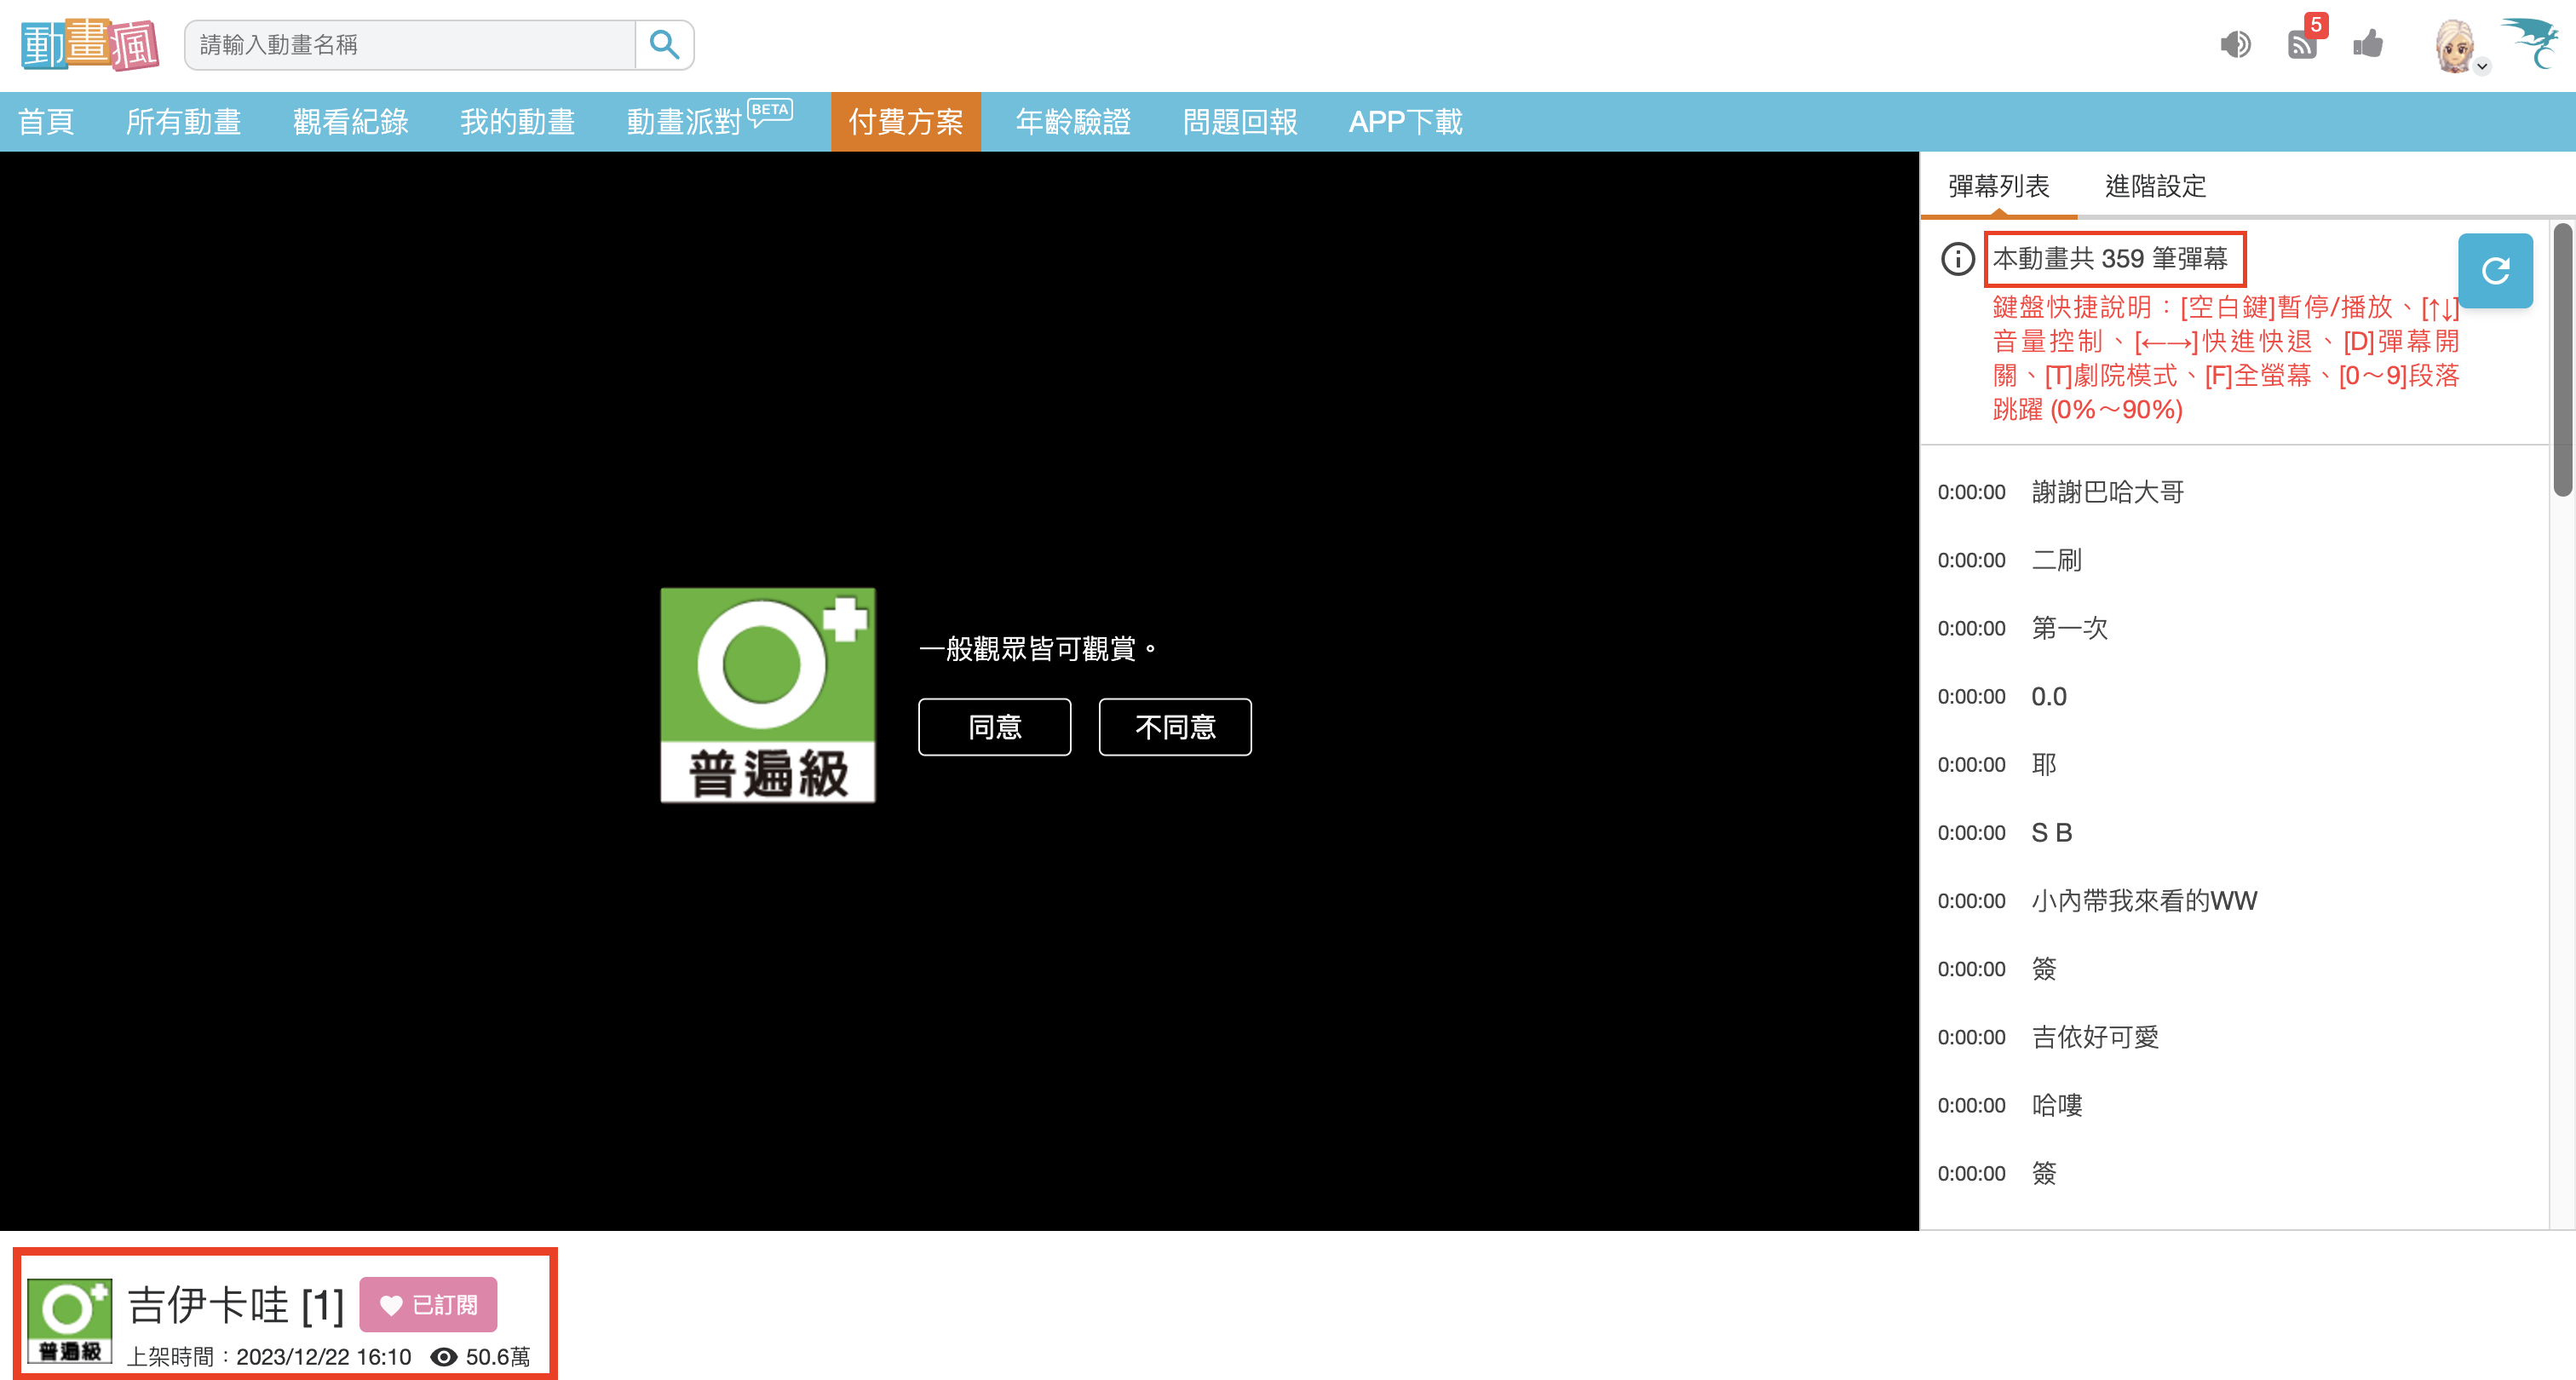 動畫瘋
請輸入動畫名稱
5
首頁 所有動畫 觀看紀錄 我的動畫 動畫派對 BETA 付費方案 年齡驗證 問題回報 APP下載
彈幕列表 進階設定
本動畫共 359 筆彈幕
鍵盤快捷說明：[空白鍵]暫停/播放、[↑↓]
音量控制、[←→]快進快退、[D]彈幕開
關、[T]劇院模式、[F]全螢幕、[0～9]段落
跳躍 (0%～90%)
0:00:00 謝謝巴哈大哥
0:00:00 二刷
0:00:00 第一次
0:00:00 0.0
0:00:00 耶
0:00:00 S B
0:00:00 小內帶我來看的WW
0:00:00 簽
0:00:00 吉依好可愛
0:00:00 哈嘍
0:00:00 簽
一般觀眾皆可觀賞。
同意 不同意
普遍級
吉伊卡哇 [1] 已訂閱
普遍級
上架時間：2023/12/22 16:10 50.6萬